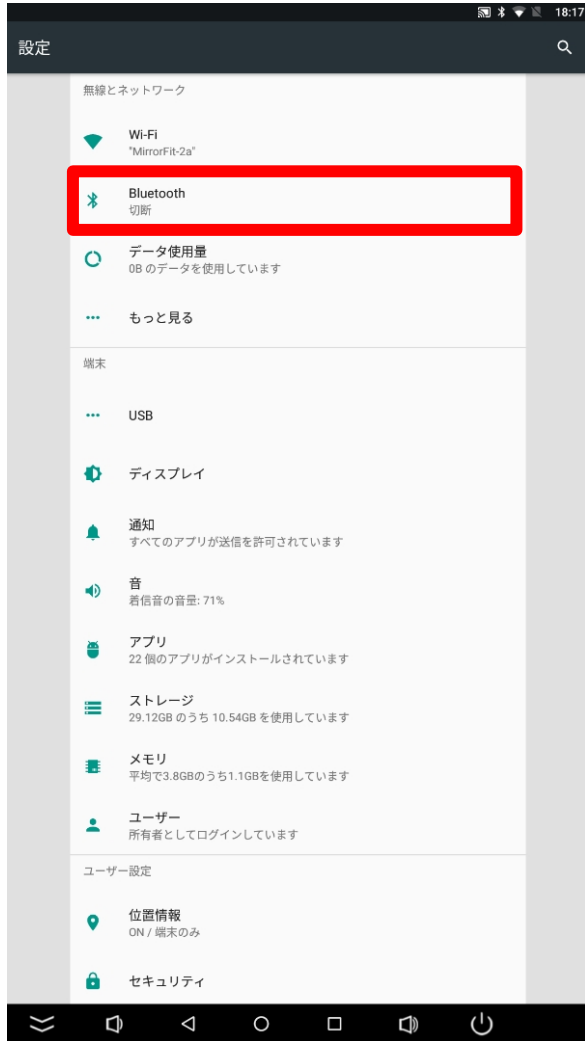 18:17
設定
無線とネットワーク
Wi-Fi
"MirrorFit-2a"
Bluetooth
切断
データ使用量
0B のデータを使用しています
もっと見る
端末
USB
ディスプレイ
通知
すべてのアプリが送信を許可されています
音
着信音の音量: 71%
アプリ
22 個のアプリがインストールされています
ストレージ
29.12GB のうち 10.54GB を使用しています
メモリ
平均で3.8GBのうち1.1GBを使用しています
ユーザー
所有者としてログインしています
ユーザー設定
位置情報
ON / 端末のみ
セキュリティ